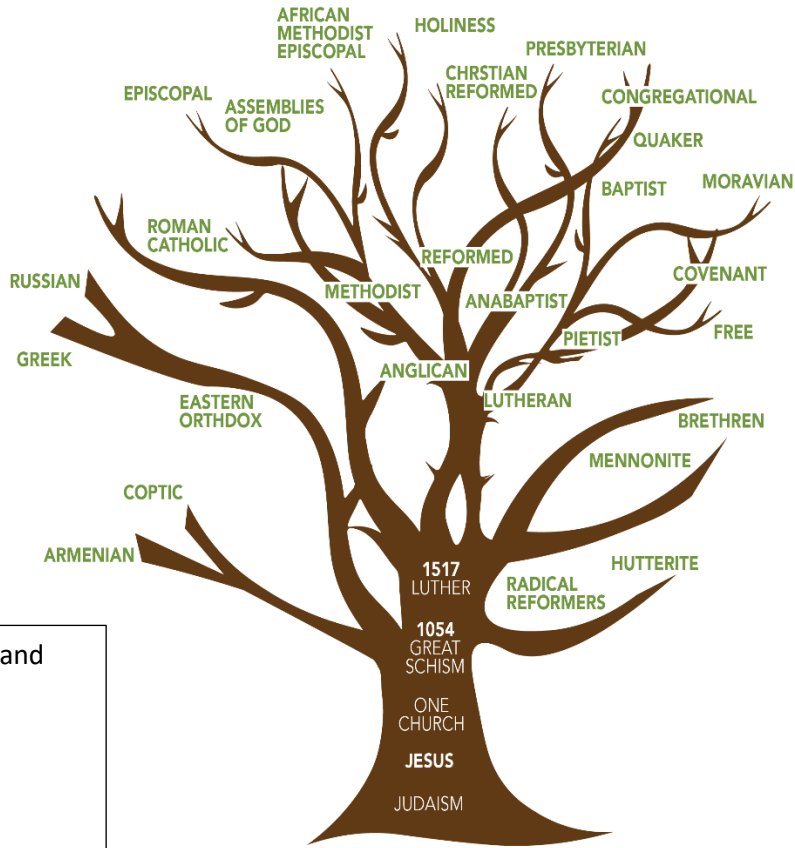 AFRICAN
METHODIST
EPISCOPAL
HOLINESS
PRESBYTERIAN
EPISCOPAL
ASSEMBLIES
OF GOD
CHRSTIAN
REFORMED
CONGREGATIONAL
QUAKER
BAPTIST
MORAVIAN
ROMAN
CATHOLIC
REFORMED
RUSSIAN
METHODIST
ANABAPTIST
COVENANT
GREEK
PIETIST
FREE
ANGLICAN
EASTERN
ORTHDOX
LUTHERAN
BRETHREN
MENNONITE
COPTIC
ARMENIAN
1517
LUTHER
RADICAL
REFORMERS
HUTTERITE
1054
GREAT
SCHISM
and
ONE
CHURCH
JESUS
JUDAISM